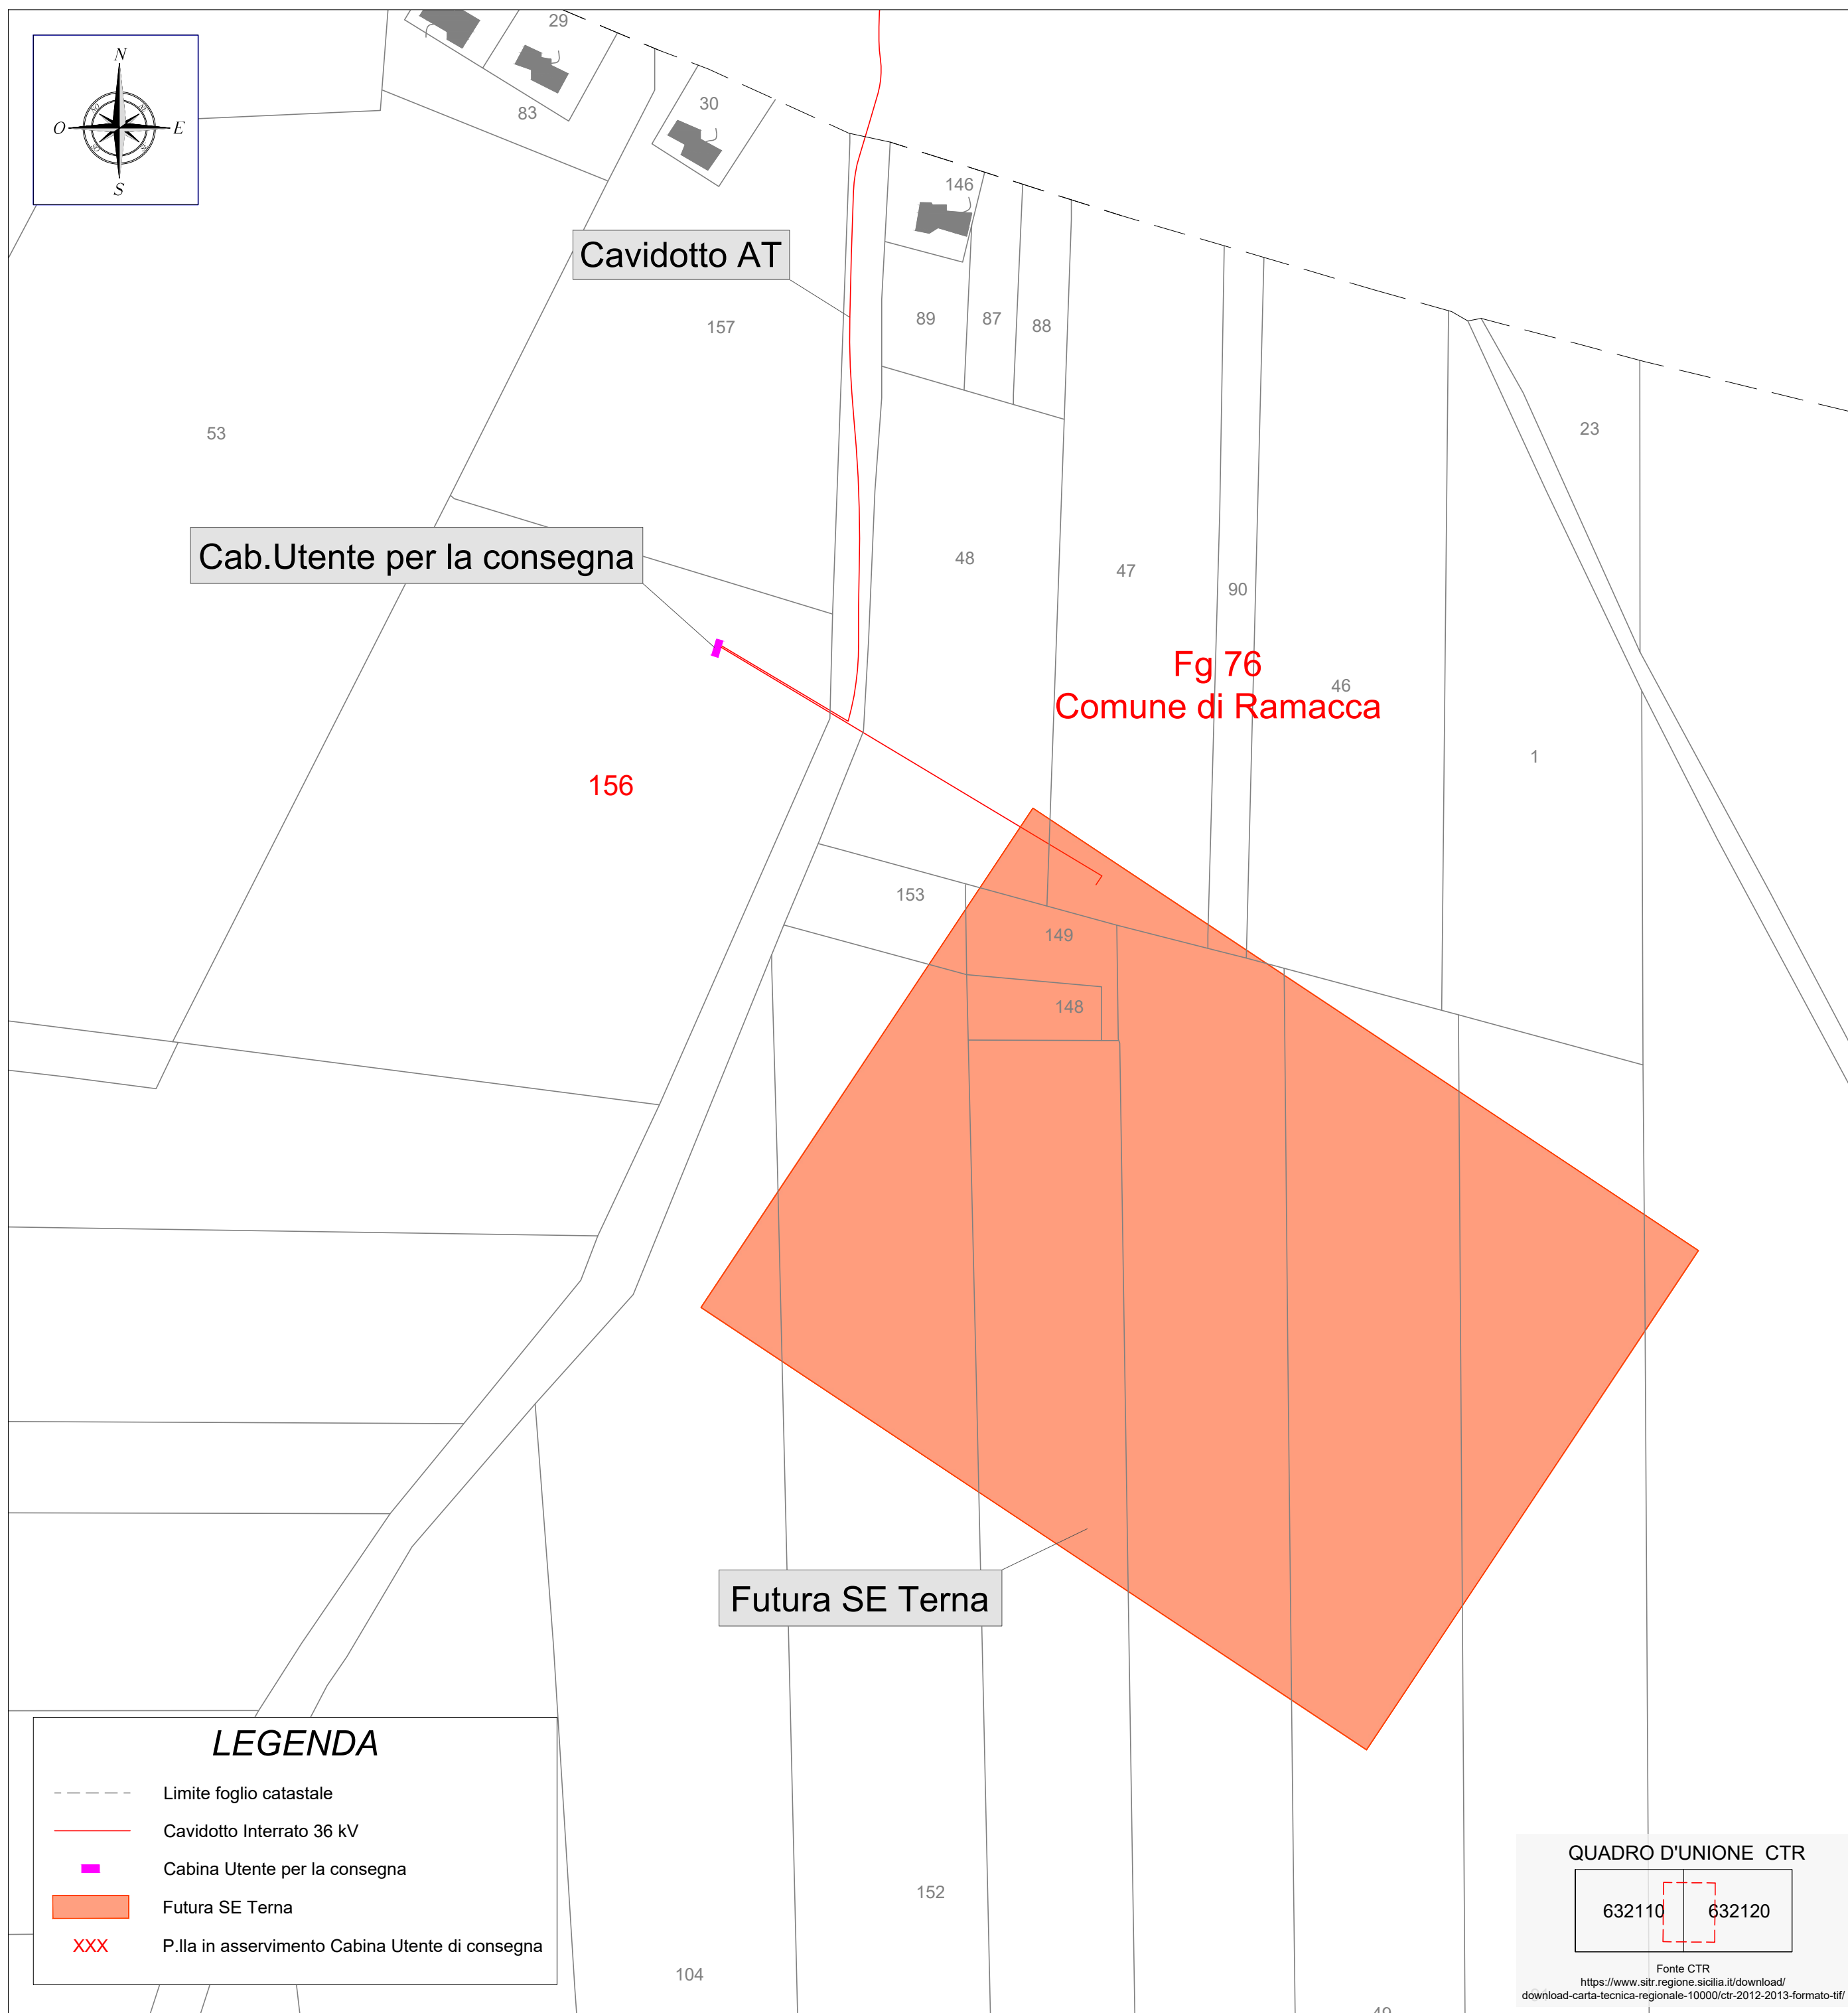 29
N
30
83
O
E
S
146
Cavidotto AT
157
89
87
88
53
23
Cab.Utente per la consegna
48
47
90
Fg 76
Comune di Ramacca
46
1
156
153
149
148
Futura SE Terna
LEGENDA
Limite foglio catastale
Cavidotto Interrato 36 kV
Cabina Utente per la consegna
Futura SE Terna
XXX P.lla in asservimento Cabina Utente di consegna
152
104
QUADRO D'UNIONE CTR
632110 632120
Fonte CTR
https://www.sitr.regione.sicilia.it/download/
download-carta-tecnica-regionale-10000/ctr-2012-2013-formato-tif/